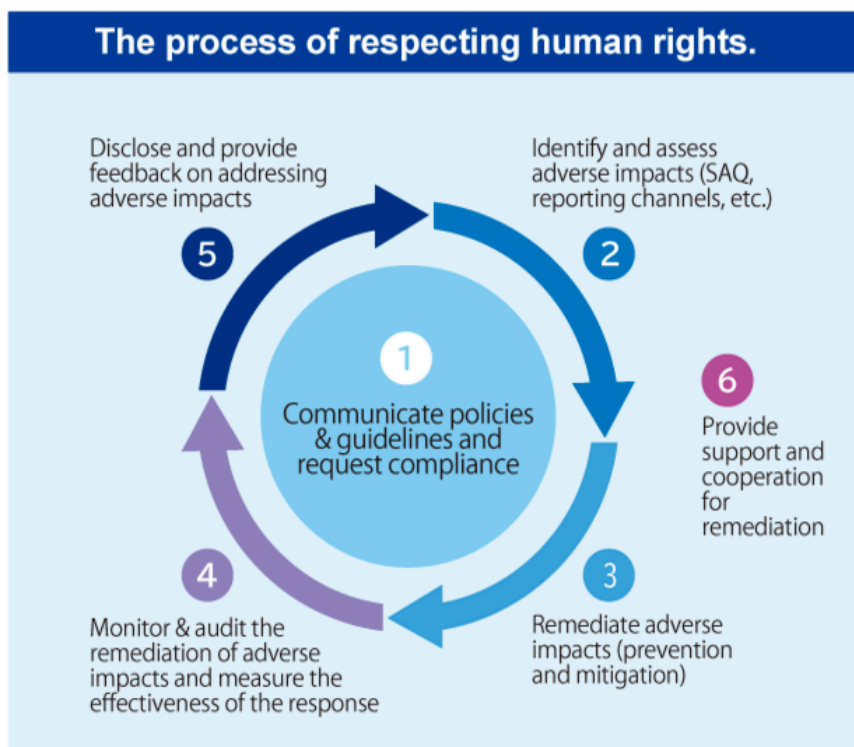 The process of respecting human rights.
1
Communicate policies
& guidelines and
request compliance
Identify and assess
adverse impacts (SAQ,
reporting channels, etc.)
2
3
Remediate adverse
impacts (prevention
and mitigation)
4
Monitor & audit the
remediation of adverse
impacts and measure the
effectiveness of the response
Disclose and provide
feedback on addressing
adverse impacts
5
6
Provide
support and
cooperation
for
remediation